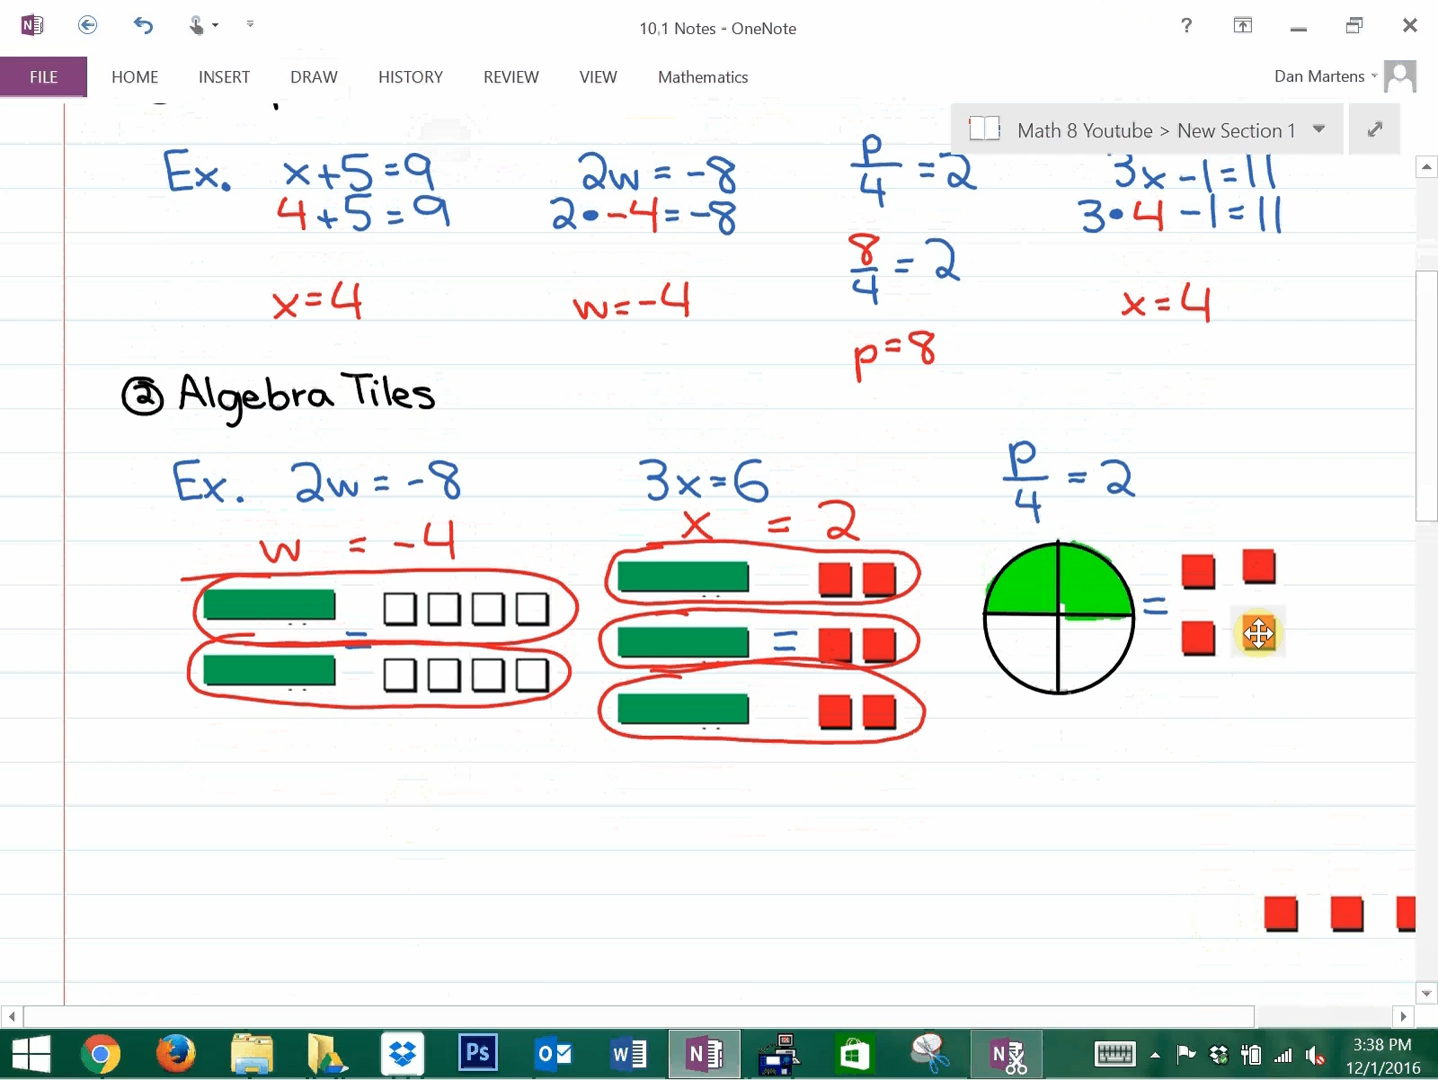 10,1 Notes - OneNote
?
FILE HOME INSERT DRAW HISTORY REVIEW VIEW Mathematics
Dan Martens
Math 8 Youtube > New Section 1
Ex. x+5=9 2w = -8 p/4 = 2 3x-1=11
4+5=9 2•-4=-8 3•4-1=11
8/4 = 2
x=4 w=-4 x=4
p=8
② Algebra Tiles
Ex. 2w = -8 3x=6 p/4 = 2
w = -4 x = 2
= = =
Ps
3:38 PM
12/1/2016